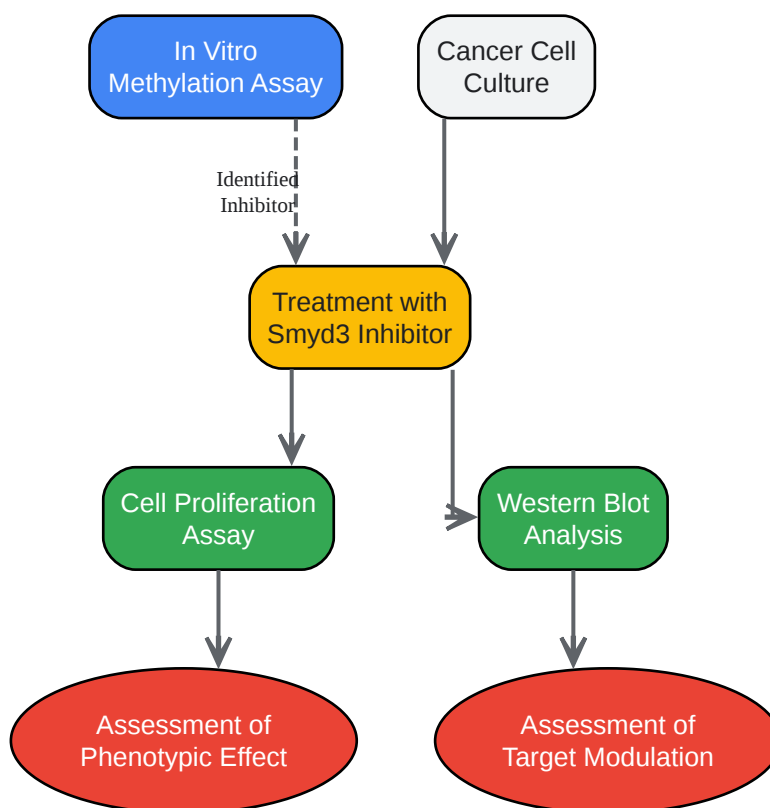 In Vitro
Methylation Assay
Cancer Cell
Culture
Identified
Inhibitor
Treatment with
Smyd3 Inhibitor
Cell Proliferation
Assay
Western Blot
Analysis
Assessment of
Phenotypic Effect
Assessment of
Target Modulation